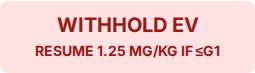 WITHHOLD EV
RESUME 1.25 MG/KG IF ≤G1